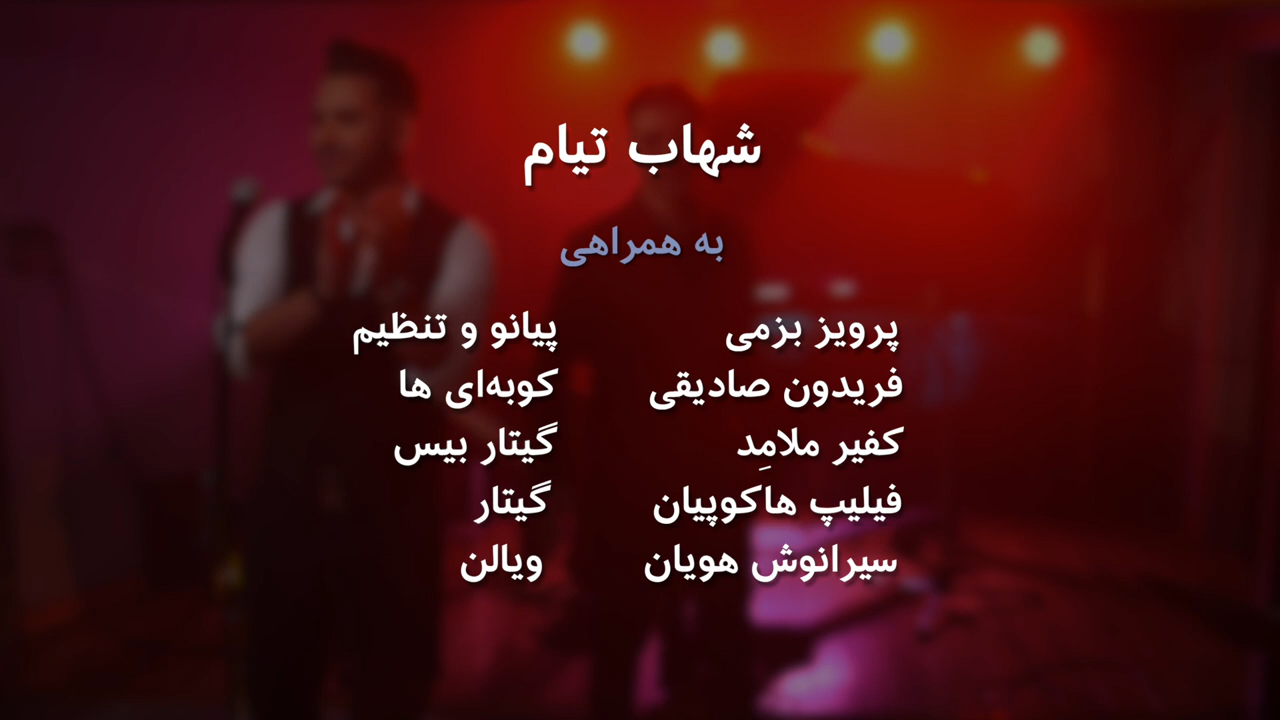 شهاب تیام
به همراهی
پرویز بزمی پیانو و تنظیم
فریدون صادیقی کوبه‌ای ها
کفیر ملامِد گیتار بیس
فیلیپ هاکوپیان گیتار
سیرانوش هویان ویالن